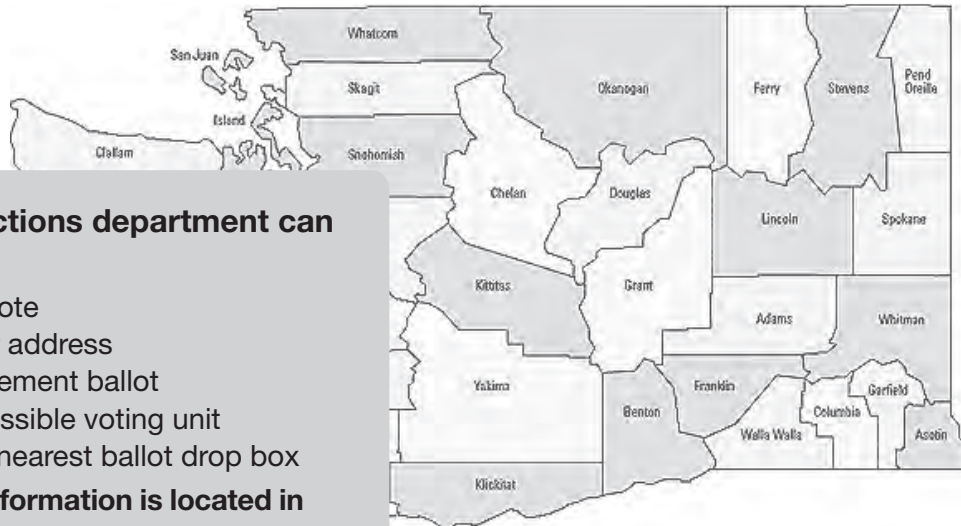 Whatcom
San Juan
Skagit
Okanogan
Ferry
Stevens
Pend
Oreille
Island
Clallam
Snohomish
Chelan
Douglas
Lincoln
Spokane
ctions department can
Kittitas
Grant
ote
Adams
Whitman
address
ement ballot
Yakima
Franklin
Garfield
ssible voting unit
Benton
Columbia
Walla Walla
Asotin
nearest ballot drop box
Klickitat
formation is located in